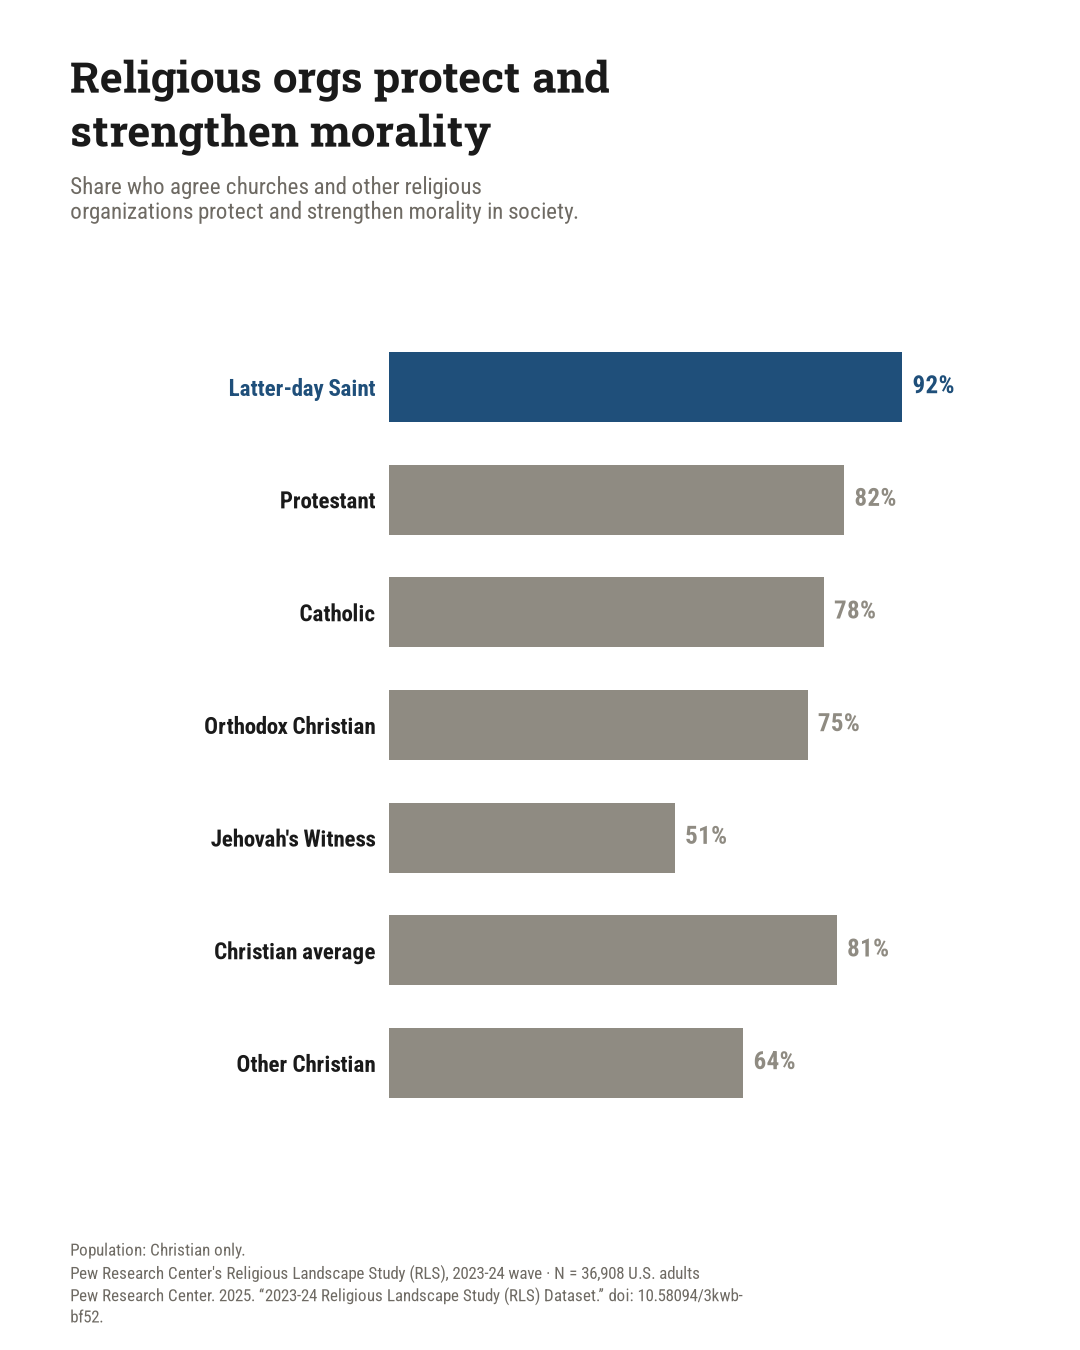 Religious orgs protect and
strengthen morality
Share who agree churches and other religious
organizations protect and strengthen morality in society.
Latter-day Saint 92%
Protestant 82%
Catholic 78%
Orthodox Christian 75%
Jehovah's Witness 51%
Christian average 81%
Other Christian 64%
Population: Christian only.
Pew Research Center's Religious Landscape Study (RLS), 2023-24 wave · N = 36,908 U.S. adults
Pew Research Center. 2025. “2023-24 Religious Landscape Study (RLS) Dataset.” doi: 10.58094/3kwb-
bf52.